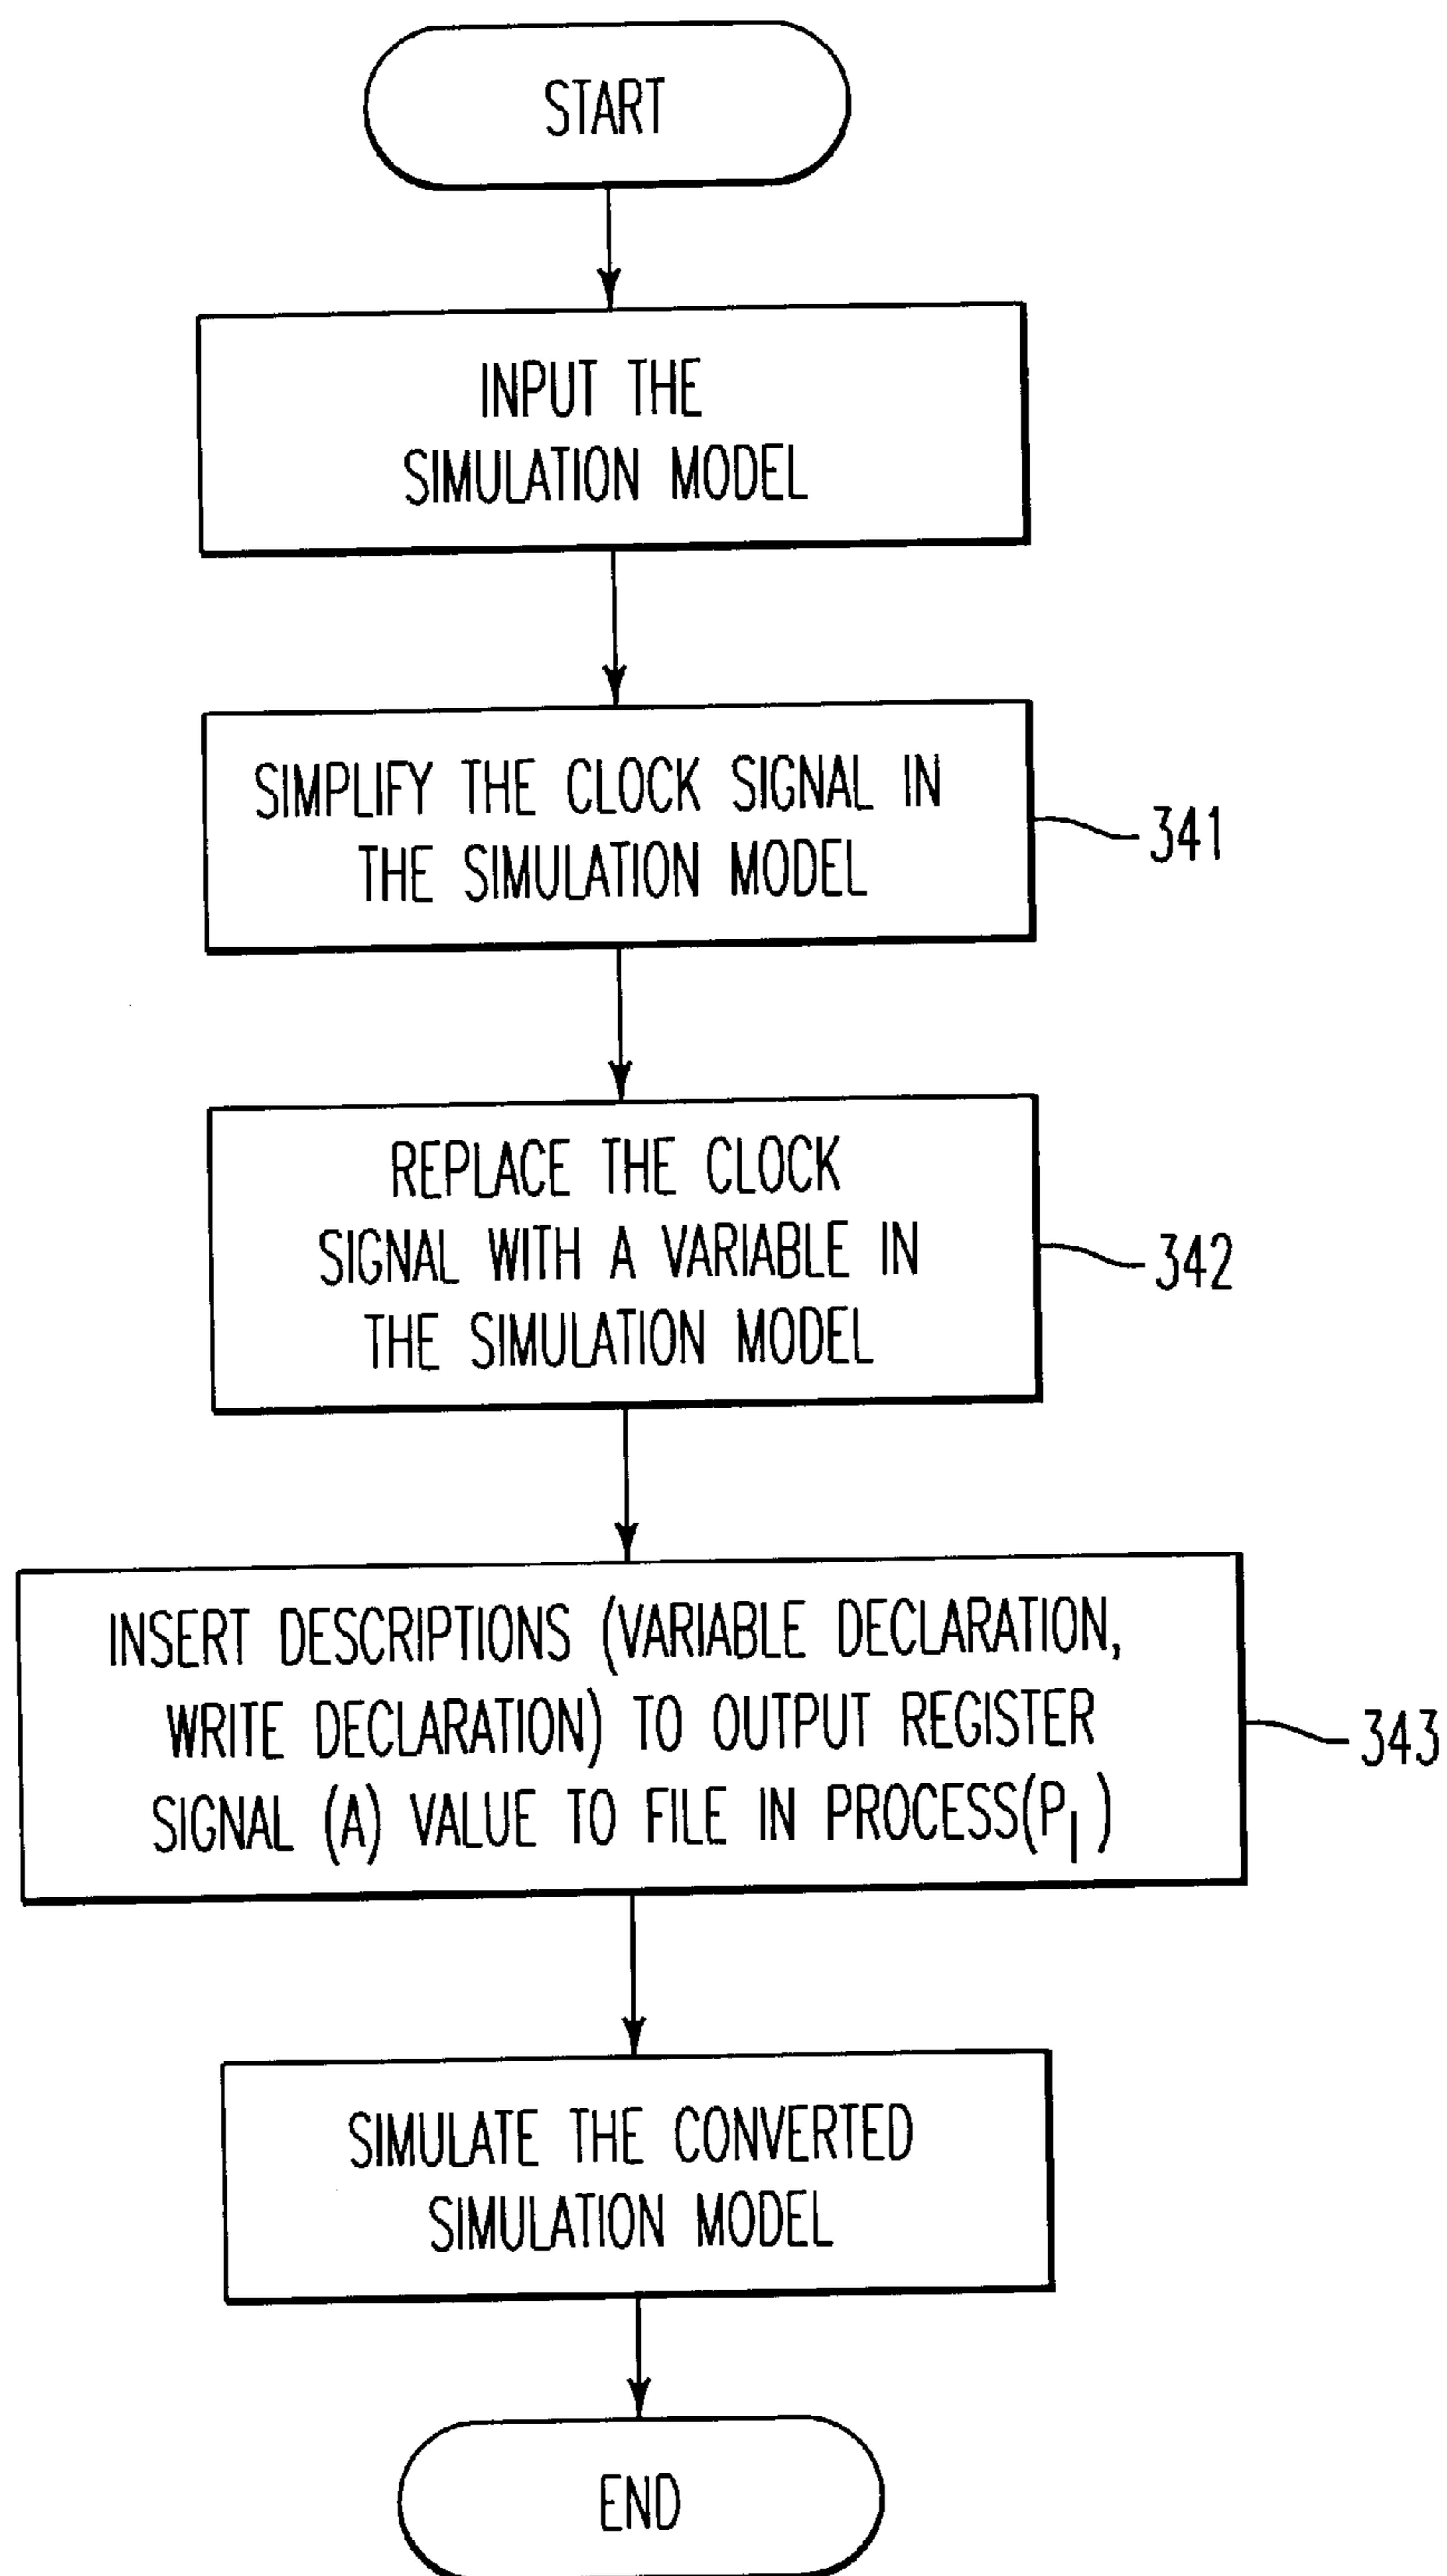 START
INPUT THE
SIMULATION MODEL
SIMPLIFY THE CLOCK SIGNAL IN
THE SIMULATION MODEL
341
REPLACE THE CLOCK
SIGNAL WITH A VARIABLE IN
THE SIMULATION MODEL
342
INSERT DESCRIPTIONS (VARIABLE DECLARATION,
WRITE DECLARATION) TO OUTPUT REGISTER
SIGNAL (A) VALUE TO FILE IN PROCESS(P₁)
343
SIMULATE THE CONVERTED
SIMULATION MODEL
END